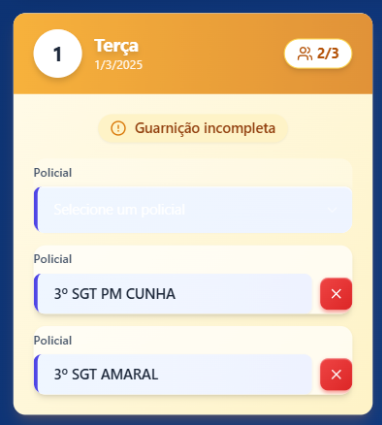 1
Terça
1/3/2025
2/3
Guarnição incompleta
Policial
Selecione um policial
Policial
3º SGT PM CUNHA
Policial
3º SGT AMARAL